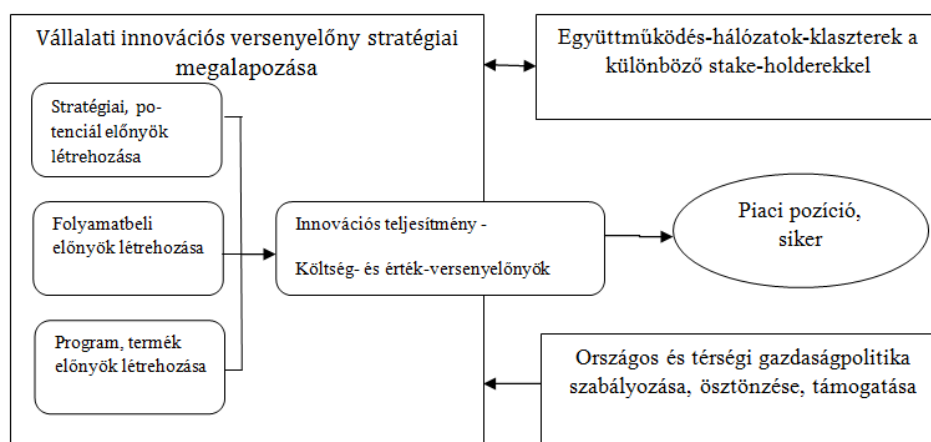 Vállalati innovációs versenyelőny stratégiai
megalapozása
Stratégiai, po-
tenciál előnyök
létrehozása
Folyamatbeli
előnyök létrehozása
Program, termék
előnyök létrehozása
Innovációs teljesítmény -
Költség- és érték-versenyelőnyök
Együttműködés-hálózatok-klaszterek a
különböző stake-holderekkel
Piaci pozíció,
siker
Országos és térségi gazdaságpolitika
szabályozása, ösztönzése, támogatása